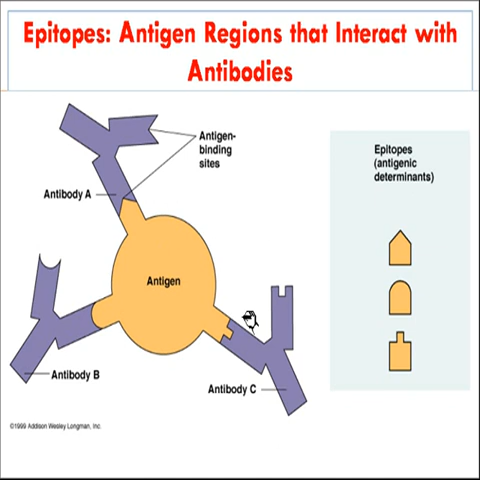 Epitopes: Antigen Regions that Interact with
Antibodies
Antigen-
binding
sites
Antibody A
Antigen
Antibody B
Antibody C
Epitopes
(antigenic
determinants)
©1999 Addison Wesley Longman, Inc.